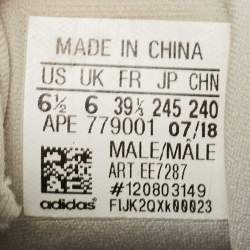 MADE IN CHINA
US UK FR JP CHN
6½ 6 39⅓ 245 240
APE 779001 07/18
MALE/MÂLE
ART EE7287
#120803149
adidas® FIJK2QXk00023